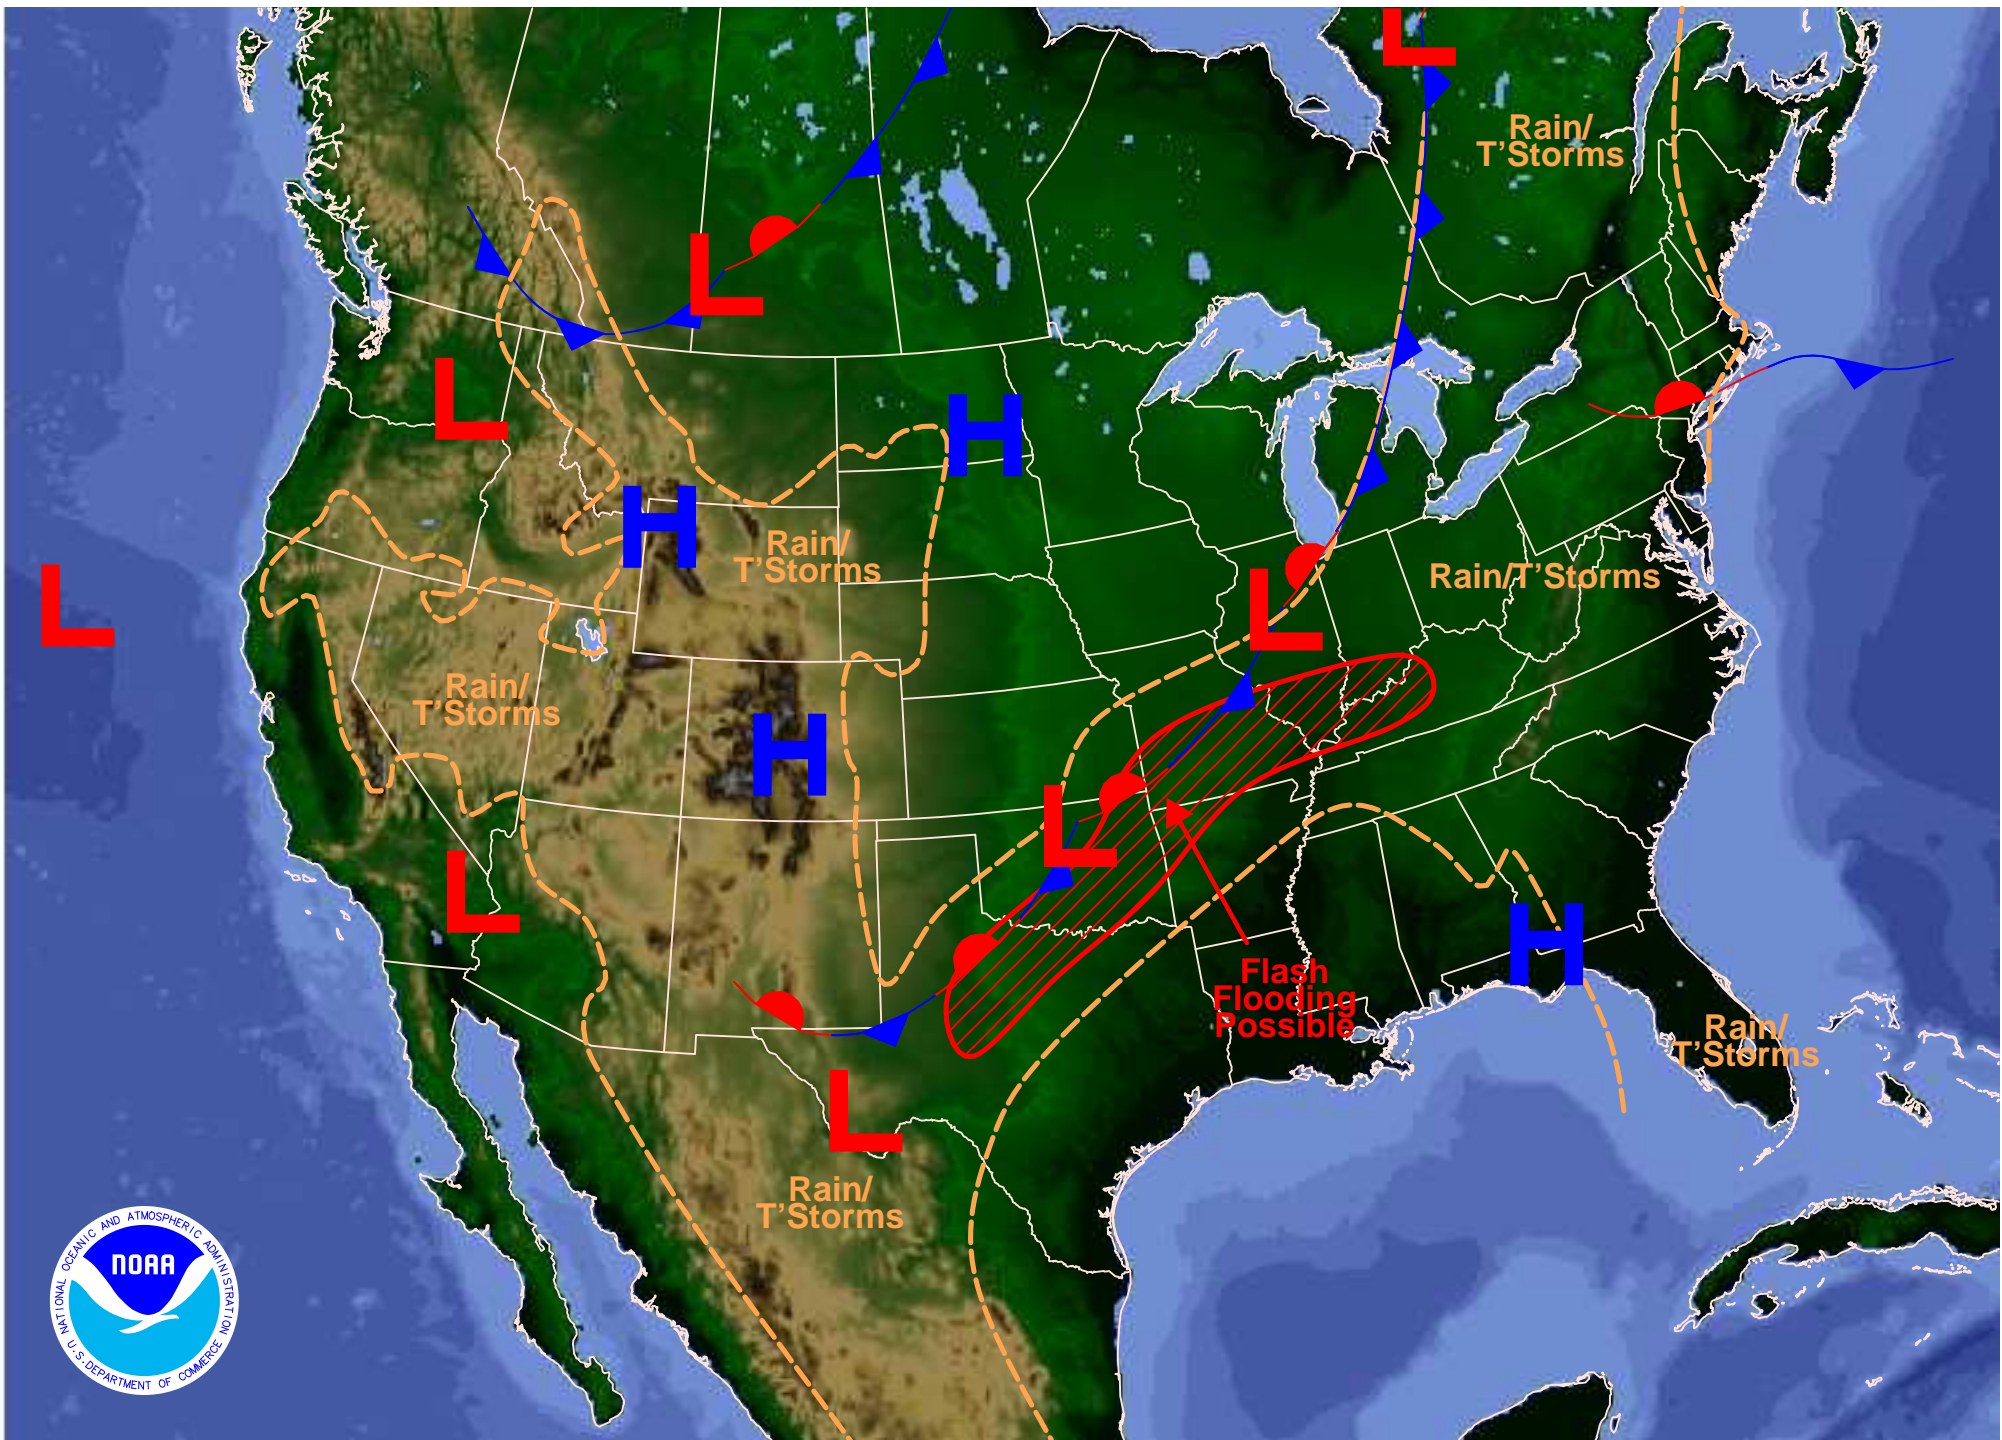 L
Rain/
T'Storms
L
L
H
H
Rain/
T'Storms
L
L
Rain/T'Storms
Rain/
T'Storms
H
L
L
H
Flash
Flooding
Possible
Rain/
T'Storms
L
Rain/
T'Storms
NATIONAL OCEANIC AND ATMOSPHERIC ADMINISTRATION
NOAA
U.S. DEPARTMENT OF COMMERCE